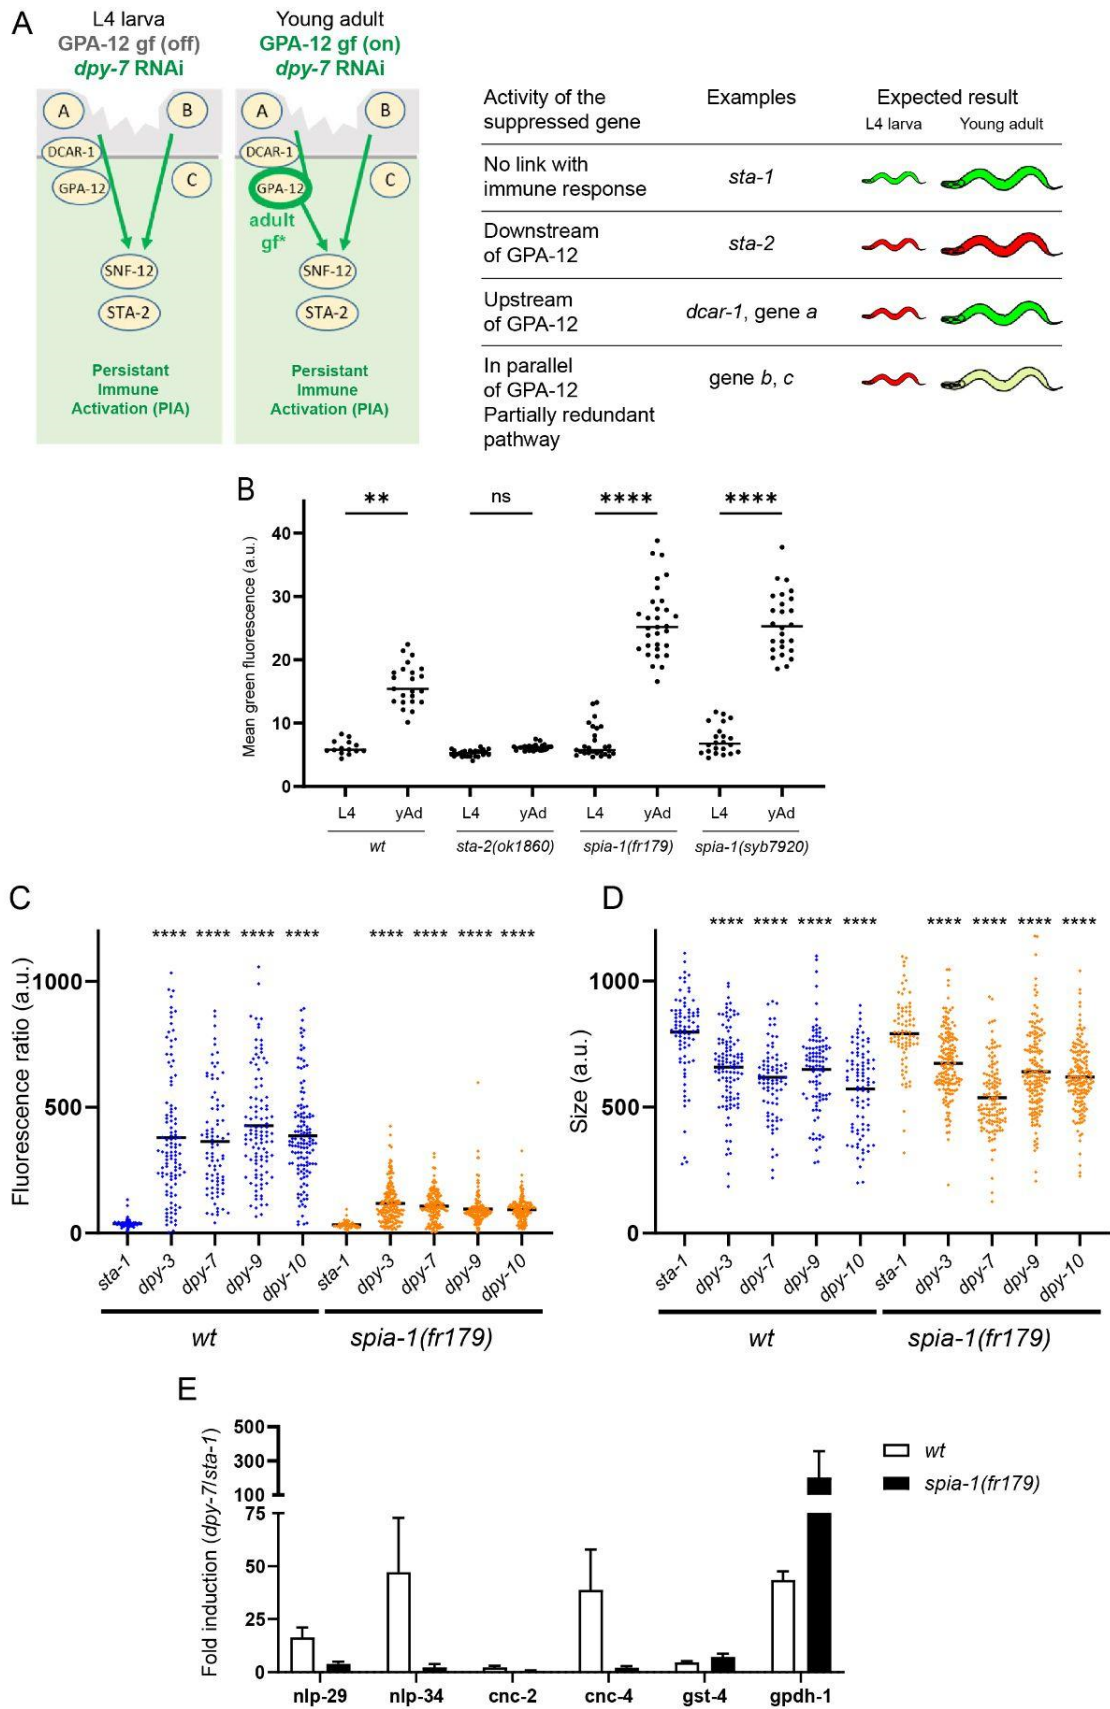 A
L4 larva
GPA-12 gf (off)
dpy-7 RNAi
Young adult
GPA-12 gf (on)
dpy-7 RNAi
A
B
DCAR-1
GPA-12
C
SNF-12
STA-2
Persistant
Immune
Activation (PIA)
A
B
DCAR-1
GPA-12
C
adult
gf*
SNF-12
STA-2
Persistant
Immune
Activation (PIA)
Activity of the
suppressed gene
Examples
Expected result
L4 larva Young adult
No link with
immune response
sta-1
Downstream
of GPA-12
sta-2
Upstream
of GPA-12
dcar-1, gene a
In parallel
of GPA-12
Partially redundant
pathway
gene b, c
B
Mean green fluorescence (a.u.)
40
30
20
10
0
** ns **** ****
L4 yAd L4 yAd L4 yAd L4 yAd
wt sta-2(ok1860) spia-1(fr179) spia-1(syb7920)
C
Fluorescence ratio (a.u.)
1000
500
0
**** **** **** **** **** **** **** ****
sta-1 dpy-3 dpy-7 dpy-9 dpy-10 sta-1 dpy-3 dpy-7 dpy-9 dpy-10
wt spia-1(fr179)
D
Size (a.u.)
1000
500
0
**** **** **** **** **** **** **** ****
sta-1 dpy-3 dpy-7 dpy-9 dpy-10 sta-1 dpy-3 dpy-7 dpy-9 dpy-10
wt spia-1(fr179)
E
Fold induction (dpy-7/sta-1)
500
300
100
75
50
25
0
nlp-29 nlp-34 cnc-2 cnc-4 gst-4 gpdh-1
wt
spia-1(fr179)